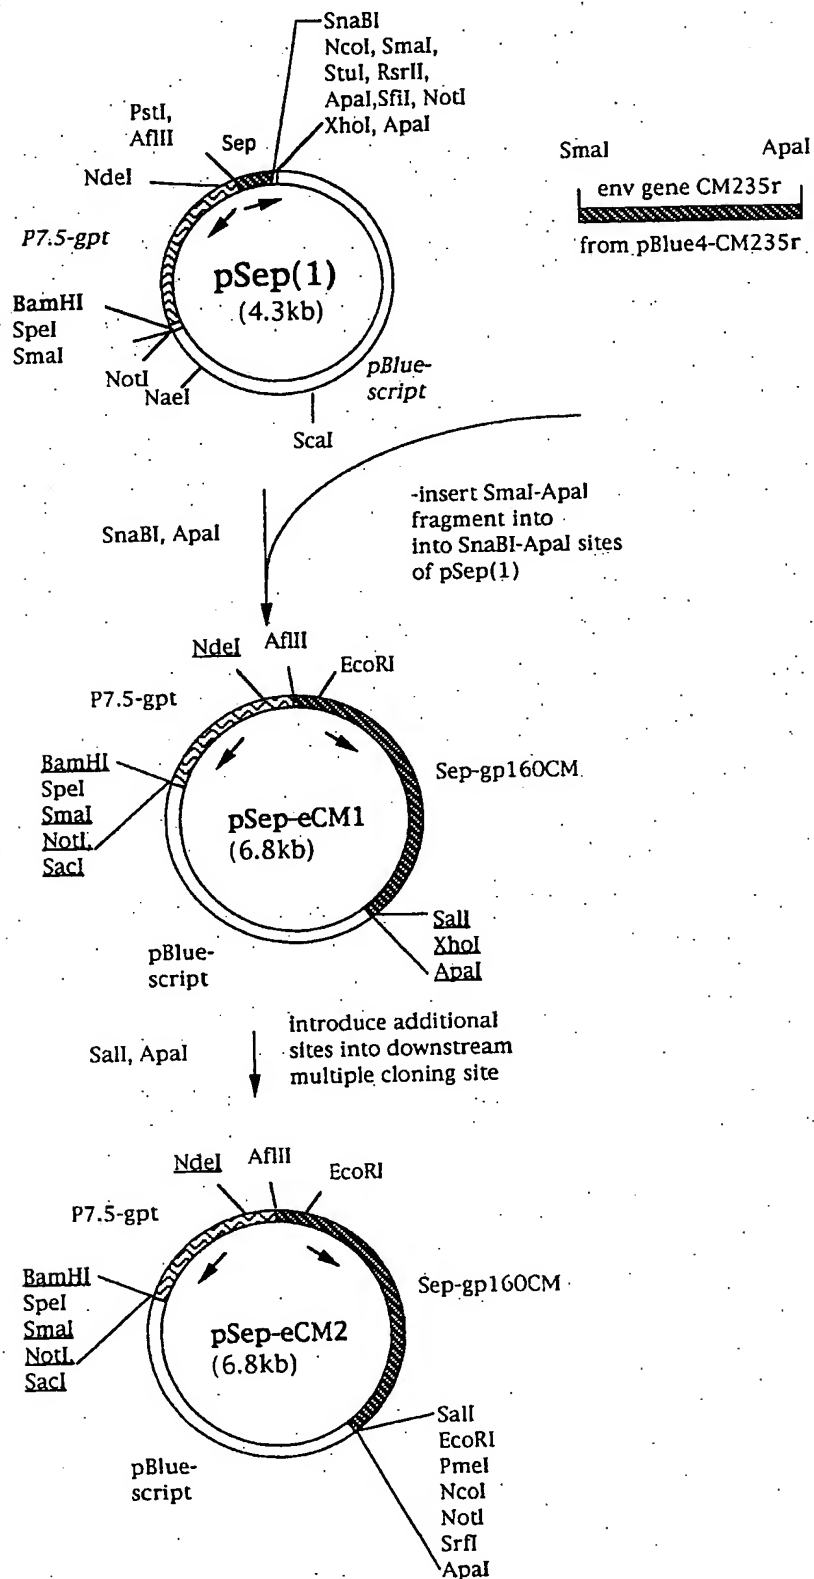 SnaBI
NcoI, SmaI,
StuI, RsrII,
ApaI,SfiI, NotI
XhoI, ApaI
PstI,
AflII
Sep
NdeI
P7.5-gpt
pSep(1)
(4.3kb)
BamHI
SpeI
SmaI
NotI
NaeI
pBlue-
script
ScaI
SmaI
ApaI
env gene CM235r
from pBlue4-CM235r
SnaBI, ApaI
-insert SmaI-ApaI
fragment into
into SnaBI-ApaI sites
of pSep(1)
NdeI
AflII
EcoRI
P7.5-gpt
BamHI
SpeI
SmaI
NotI,
SacI
pSep-eCM1
(6.8kb)
Sep-gp160CM
SalI
XhoI
ApaI
pBlue-
script
SalI, ApaI
introduce additional
sites into downstream
multiple cloning site
NdeI
AflII
EcoRI
P7.5-gpt
BamHI
SpeI
SmaI
NotI,
SacI
pSep-eCM2
(6.8kb)
Sep-gp160CM
pBlue-
script
SalI
EcoRI
PmeI
NcoI
NotI
SrfI
ApaI